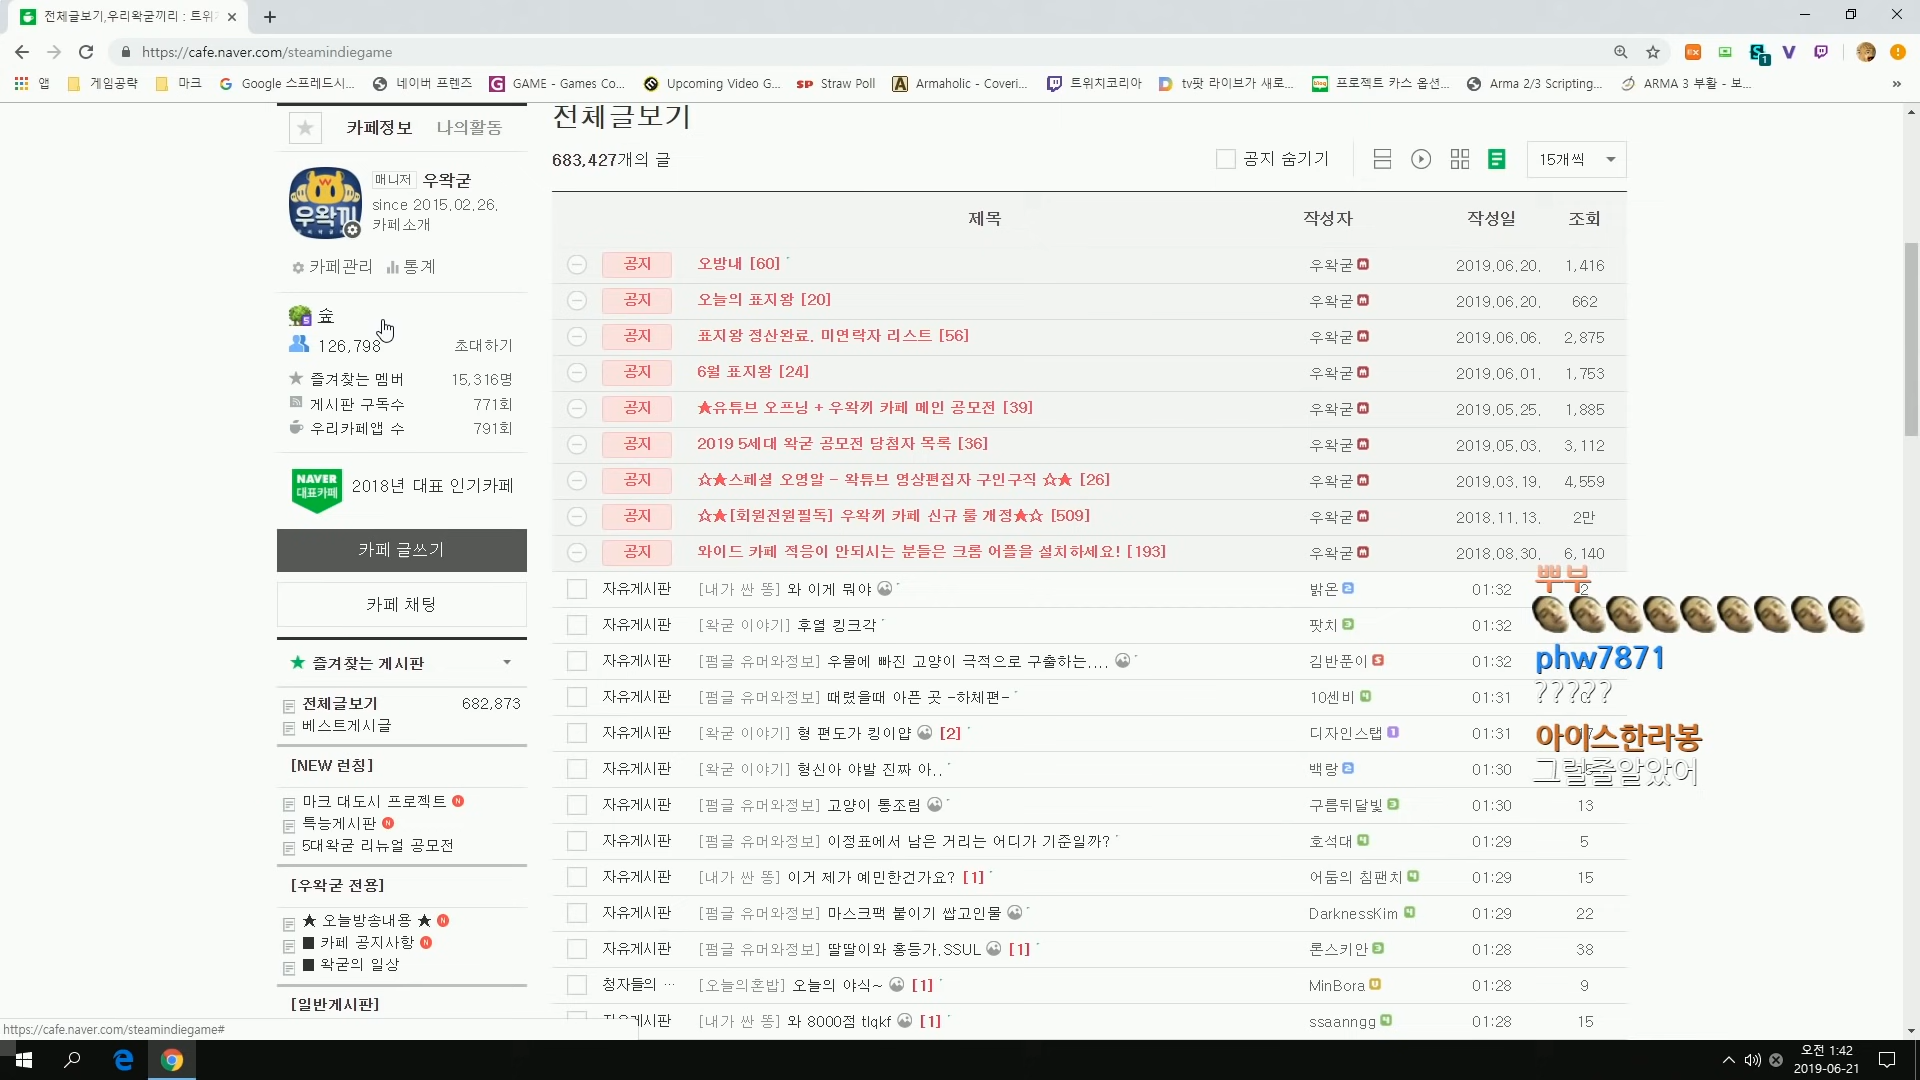 전체글보기,우리왁굳끼리 : 트위
https://cafe.naver.com/steamindiegame
앱 게임공략 마크 Google 스프레드시... 네이버 프렌즈 GAME - Games Co... Upcoming Video G... Straw Poll Armaholic - Coveri... 트위치코리아 tv팟 라이브가 새로... 프로젝트 카스 옵션... Arma 2/3 Scripting... ARMA 3 부활 - 보... »
카페정보 나의활동
우왁끼
매니저 우왁굳
since 2015.02.26.
카페소개
카페관리 통계
숲
126,798 초대하기
즐겨찾는 멤버 15,316명
게시판 구독수 771회
우리카페앱 수 791회
NAVER 대표카페 2018년 대표 인기카페
카페 글쓰기
카페 채팅
★ 즐겨찾는 게시판
전체글보기 682,873
베스트게시글
[NEW 런칭]
마크 대도시 프로젝트 N
특능게시판 N
5대왁굳 리뉴얼 공모전
[우왁굳 전용]
★ 오늘방송내용 ★ N
■ 카페 공지사항 N
■ 왁굳의 일상
[일반게시판]
전체글보기
683,427개의 글
공지 숨기기 15개씩
제목 작성자 작성일 조회
공지 오방내 [60] 우왁굳 2019.06.20. 1,416
공지 오늘의 표지왕 [20] 우왁굳 2019.06.20. 662
공지 표지왕 정산완료. 미연락자 리스트 [56] 우왁굳 2019.06.06. 2,875
공지 6월 표지왕 [24] 우왁굳 2019.06.01. 1,753
공지 ★유튜브 오프닝 + 우왁끼 카페 메인 공모전 [39] 우왁굳 2019.05.25. 1,885
공지 2019 5세대 왁굳 공모전 당첨자 목록 [36] 우왁굳 2019.05.03. 3,112
공지 ☆★스페셜 오영알 - 왁튜브 영상편집자 구인구직 ☆★ [26] 우왁굳 2019.03.19. 4,559
공지 ☆★[회원전원필독] 우왁끼 카페 신규 룰 개정★☆ [509] 우왁굳 2018.11.13. 2만
공지 와이드 카페 적응이 안되시는 분들은 크롬 어플을 설치하세요! [193] 우왁굳 2018.08.30. 6,140
자유게시판 [내가 싼 똥] 와 이게 뭐야 밝몬 01:32 2
자유게시판 [왁굳 이야기] 후열 킹크각 팟치 01:32
자유게시판 [펌글 유머와정보] 우물에 빠진 고양이 극적으로 구출하는.... 김반푼이 01:32
자유게시판 [펌글 유머와정보] 때렸을때 아픈 곳 -하체편- 10센비 01:31
자유게시판 [왁굳 이야기] 형 편도가 킹이얍 [2] 디자인스탭 01:31
자유게시판 [왁굳 이야기] 형신아 야발 진짜 아.. 백랑 01:30
자유게시판 [펌글 유머와정보] 고양이 통조림 구름뒤달빛 01:30 13
자유게시판 [펌글 유머와정보] 이정표에서 남은 거리는 어디가 기준일까? 호석대 01:29 5
자유게시판 [내가 싼 똥] 이거 제가 예민한건가요? [1] 어둠의 침팬치 01:29 15
자유게시판 [펌글 유머와정보] 마스크팩 붙이기 쌉고인물 DarknessKim 01:29 22
자유게시판 [펌글 유머와정보] 딸딸이와 홍등가.SSUL [1] 론스키안 01:28 38
청자들의 ... [오늘의혼밥] 오늘의 야식~ [1] MinBora 01:28 9
자유게시판 [내가 싼 똥] 와 8000점 tlqkf [1] ssaanngg 01:28 15
뿌부
phw7871
?????
아이스한라봉
그럴줄알았어
https://cafe.naver.com/steamindiegame#
오전 1:42
2019-06-21